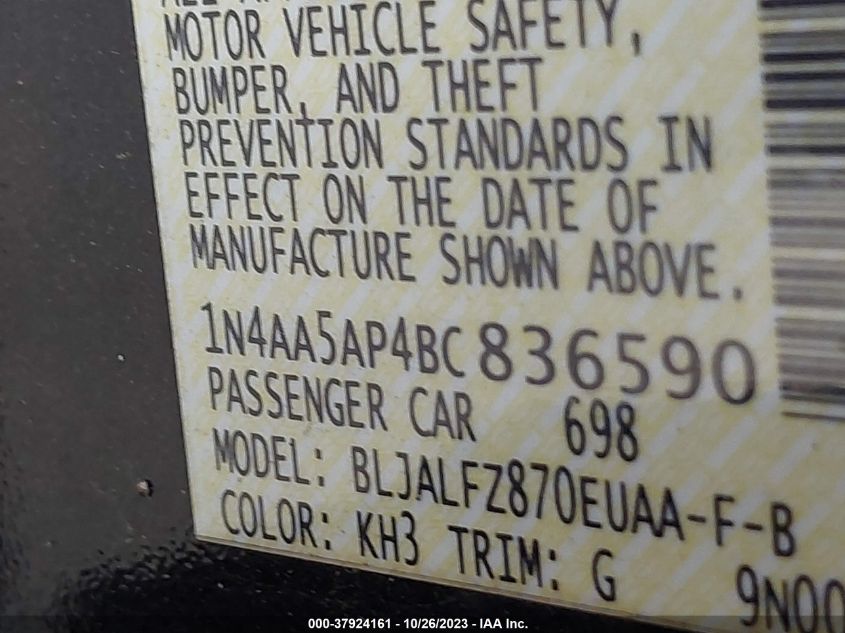 MOTOR VEHICLE SAFETY,
BUMPER, AND THEFT
PREVENTION STANDARDS IN
EFFECT ON THE DATE OF
MANUFACTURE SHOWN ABOVE.
1N4AA5AP4BC836590
PASSENGER CAR 698
MODEL: BLJALFZ870EUAA-F-B
COLOR: KH3 TRIM: G 9N00
000-37924161 - 10/26/2023 - IAA Inc.